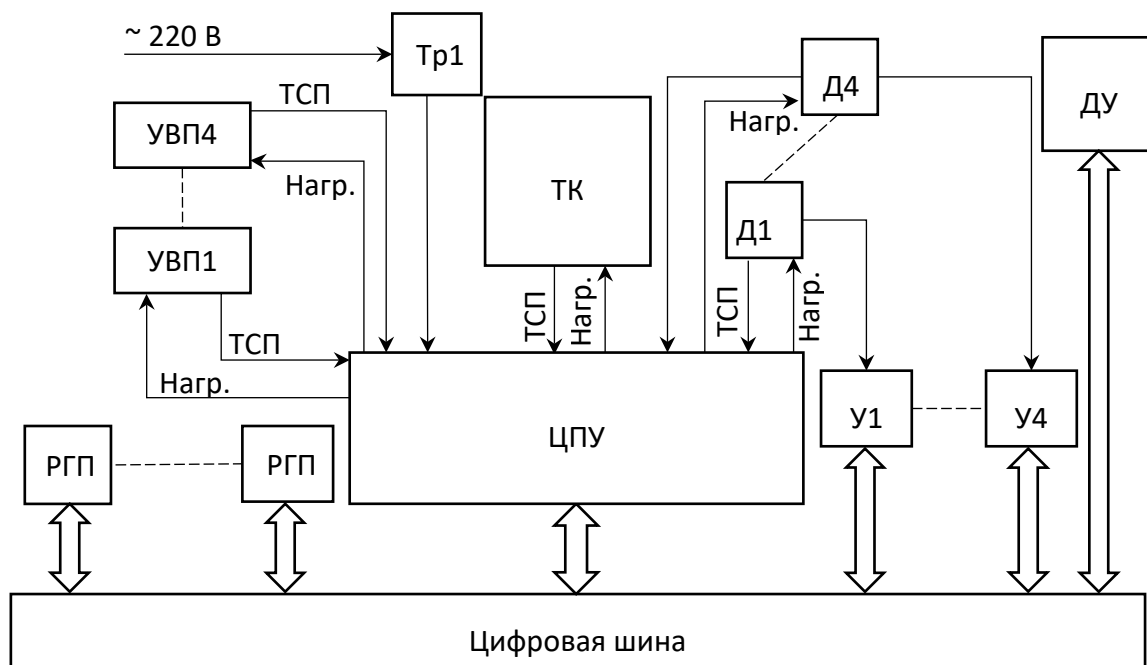 ~ 220 В
Тр1
Д4
ДУ
ТСП
УВП4
Нагр.
Нагр.
ТК
Д1
УВП1
ТСП
Нагр.
ТСП
Нагр.
ТСП
Нагр.
У1
У4
ЦПУ
РГП
РГП
Цифровая шина